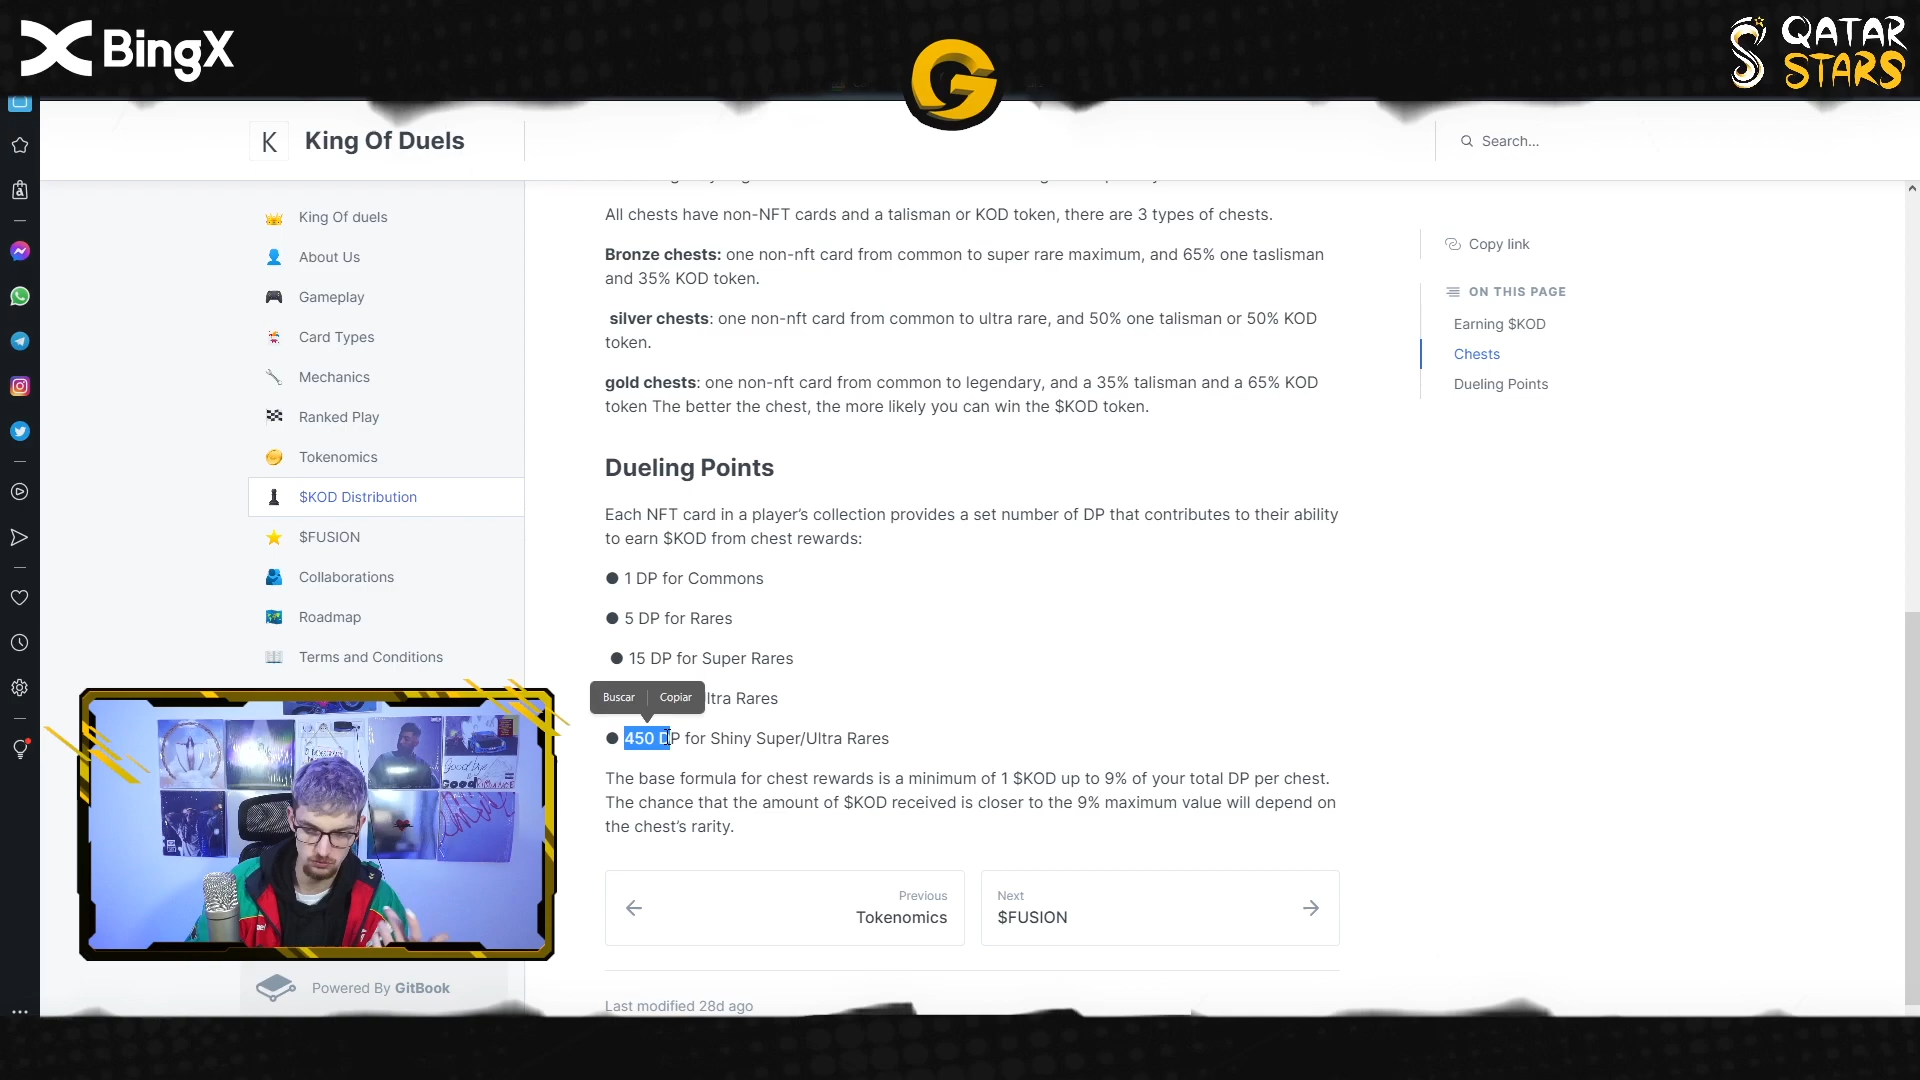 BingX
G
QATAR
STARS
K King Of Duels
Search...
King Of duels
About Us
Gameplay
Card Types
Mechanics
Ranked Play
Tokenomics
$KOD Distribution
$FUSION
Collaborations
Roadmap
Terms and Conditions
Powered By GitBook
All chests have non-NFT cards and a talisman or KOD token, there are 3 types of chests.
Bronze chests: one non-nft card from common to super rare maximum, and 65% one taslisman
and 35% KOD token.
silver chests: one non-nft card from common to ultra rare, and 50% one talisman or 50% KOD
token.
gold chests: one non-nft card from common to legendary, and a 35% talisman and a 65% KOD
token The better the chest, the more likely you can win the $KOD token.
Dueling Points
Each NFT card in a player’s collection provides a set number of DP that contributes to their ability
to earn $KOD from chest rewards:
● 1 DP for Commons
● 5 DP for Rares
● 15 DP for Super Rares
Buscar Copiar
ltra Rares
● 450 DP for Shiny Super/Ultra Rares
The base formula for chest rewards is a minimum of 1 $KOD up to 9% of your total DP per chest.
The chance that the amount of $KOD received is closer to the 9% maximum value will depend on
the chest’s rarity.
Previous
Tokenomics
Next
$FUSION
Last modified 28d ago
Copy link
ON THIS PAGE
Earning $KOD
Chests
Dueling Points